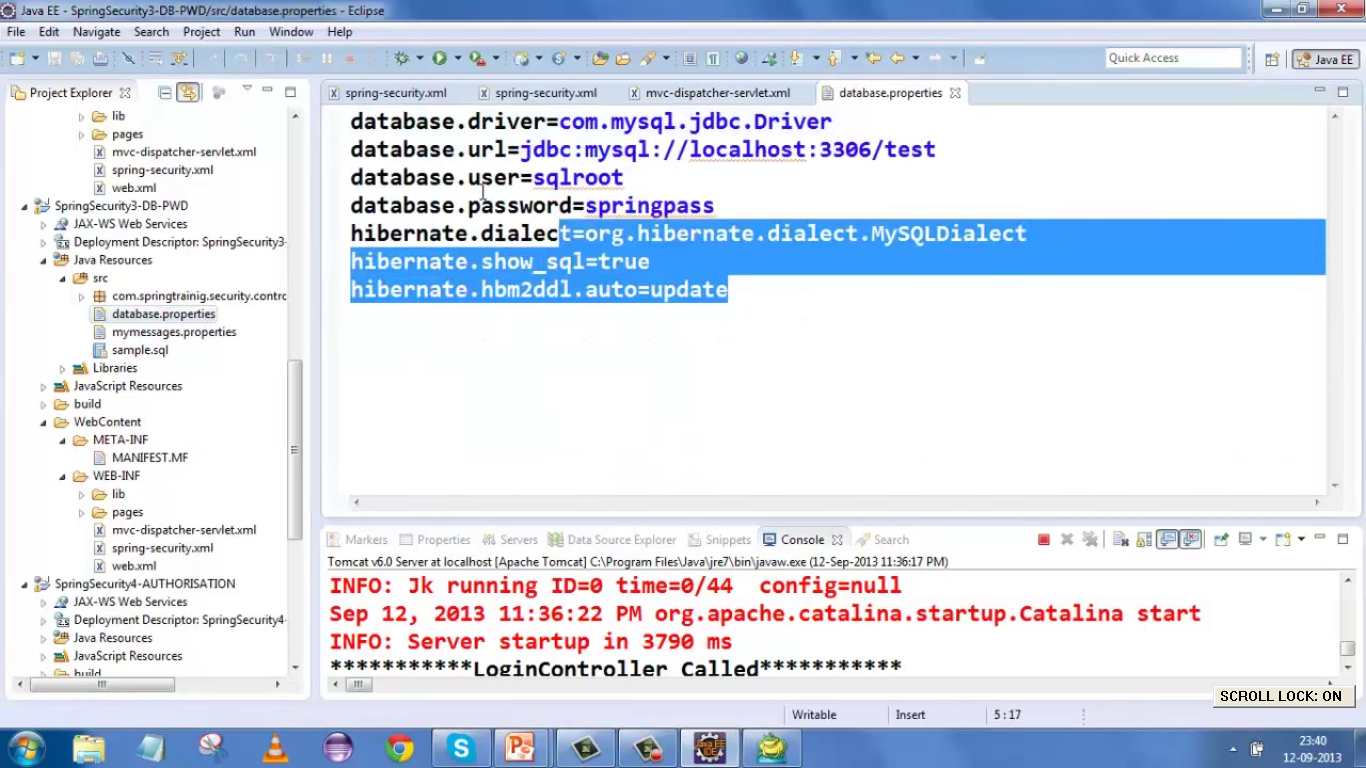 Java EE - SpringSecurity3-DB-PWD/src/database.properties - Eclipse
File Edit Navigate Search Project Run Window Help
Quick Access
Java EE
Project Explorer
lib
pages
mvc-dispatcher-servlet.xml
spring-security.xml
web.xml
SpringSecurity3-DB-PWD
JAX-WS Web Services
Deployment Descriptor: SpringSecurity3-
Java Resources
src
com.springtrainig.security.contro
database.properties
mymessages.properties
sample.sql
Libraries
JavaScript Resources
build
WebContent
META-INF
MANIFEST.MF
WEB-INF
lib
pages
mvc-dispatcher-servlet.xml
spring-security.xml
web.xml
SpringSecurity4-AUTHORISATION
JAX-WS Web Services
Deployment Descriptor: SpringSecurity4-
Java Resources
JavaScript Resources
build
spring-security.xml spring-security.xml mvc-dispatcher-servlet.xml database.properties
database.driver=com.mysql.jdbc.Driver
database.url=jdbc:mysql://localhost:3306/test
database.user=sqlroot
database.password=springpass
hibernate.dialect=org.hibernate.dialect.MySQLDialect
hibernate.show_sql=true
hibernate.hbm2ddl.auto=update
Markers Properties Servers Data Source Explorer Snippets Console Search
Tomcat v6.0 Server at localhost [Apache Tomcat] C:\Program Files\Java\jre7\bin\javaw.exe (12-Sep-2013 11:36:17 PM)
INFO: Jk running ID=0 time=0/44 config=null
Sep 12, 2013 11:36:22 PM org.apache.catalina.startup.Catalina start
INFO: Server startup in 3790 ms
***********LoginController Called***********
SCROLL LOCK: ON
Writable Insert 5:17
23:40
12-09-2013